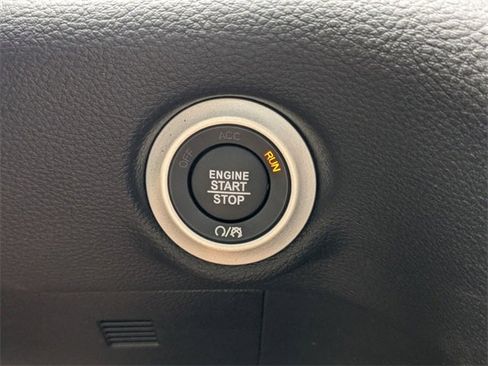 OFF ACC RUN
ENGINE
START
STOP